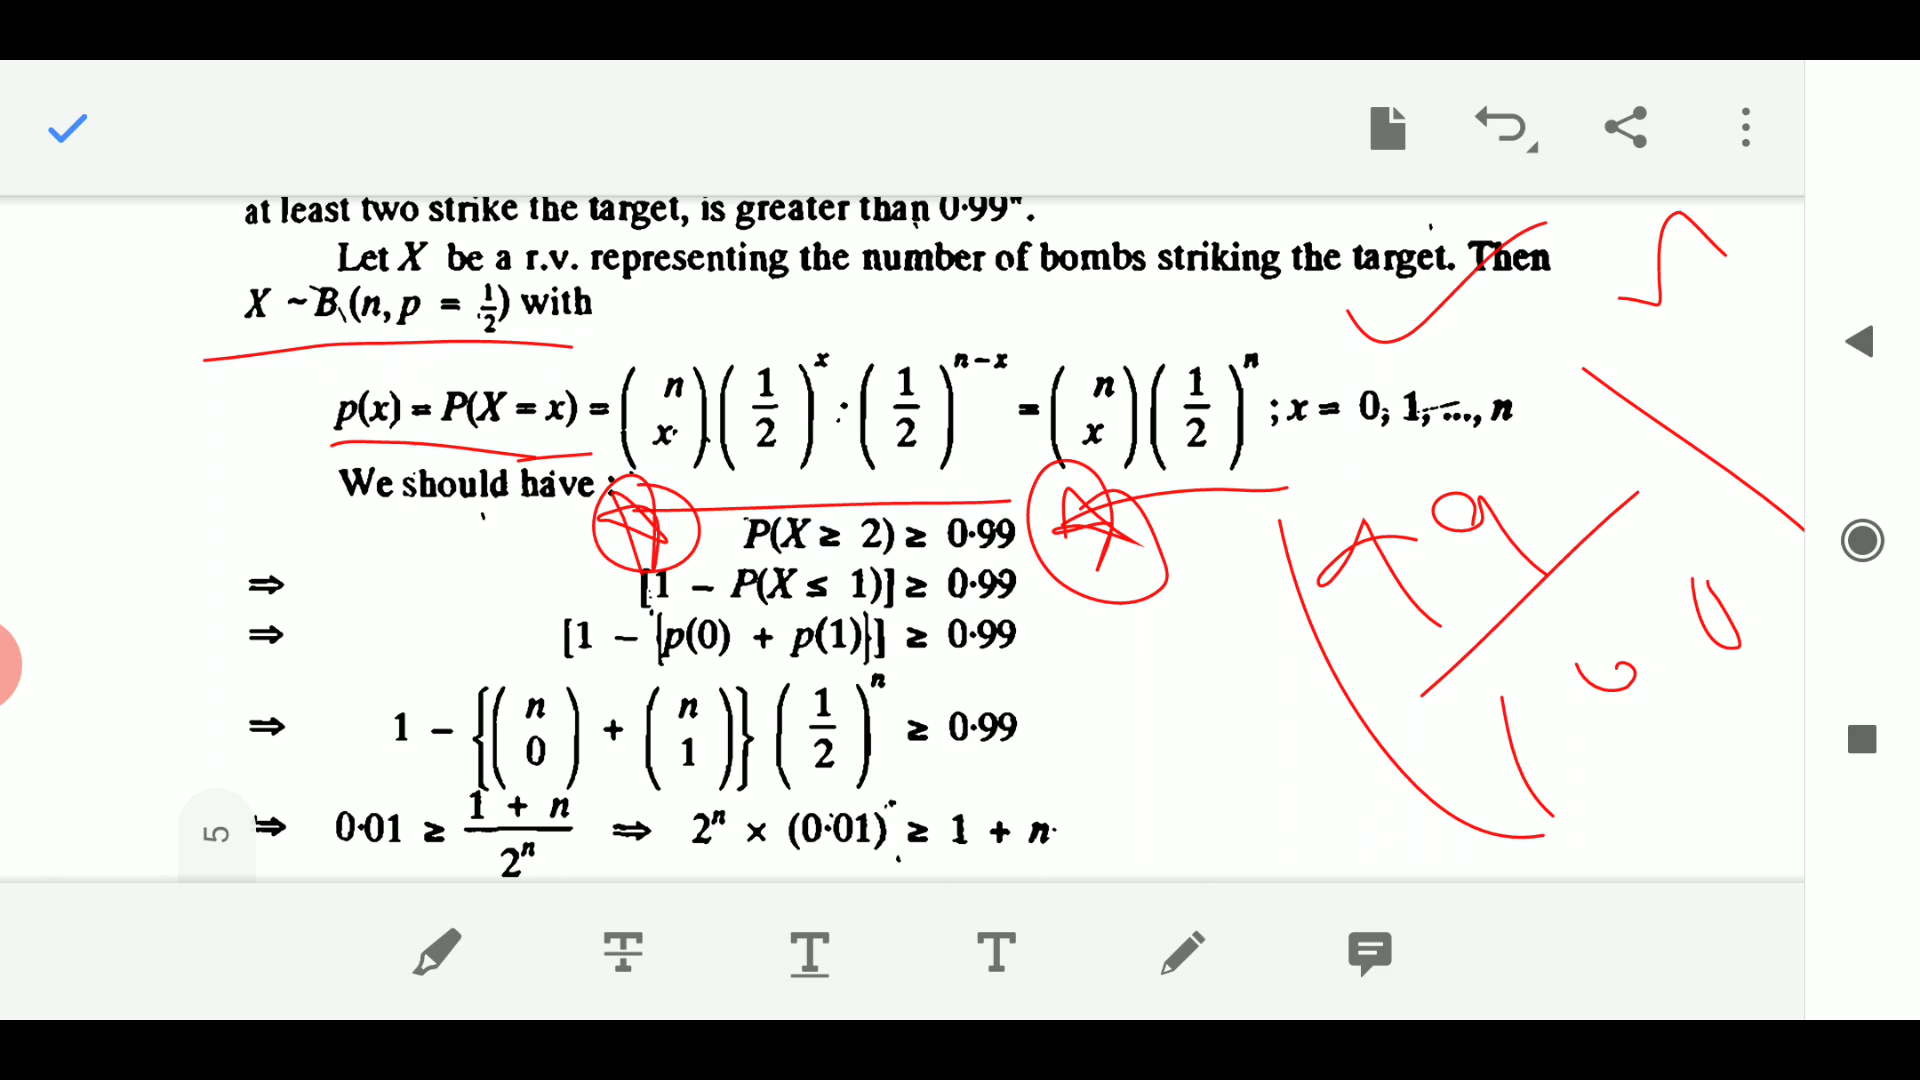 at least two strike the target, is greater than 0·99".
Let X be a r.v. representing the number of bombs striking the target. Then
X ~ B (n, p = 1/2) with
p(x) = P(X = x) = (n x) (1/2)^x · (1/2)^(n – x) = (n x) (1/2)^n ; x = 0, 1, ..., n
We should have :
P(X ≥ 2) ≥ 0·99
⇒ [1 – P(X ≤ 1)] ≥ 0·99
⇒ [1 – {p(0) + p(1)}] ≥ 0·99
⇒ 1 – {(n 0) + (n 1)} (1/2)^n ≥ 0·99
⇒ 0·01 ≥ (1 + n)/2^n ⇒ 2^n × (0·01) ≥ 1 + n
5